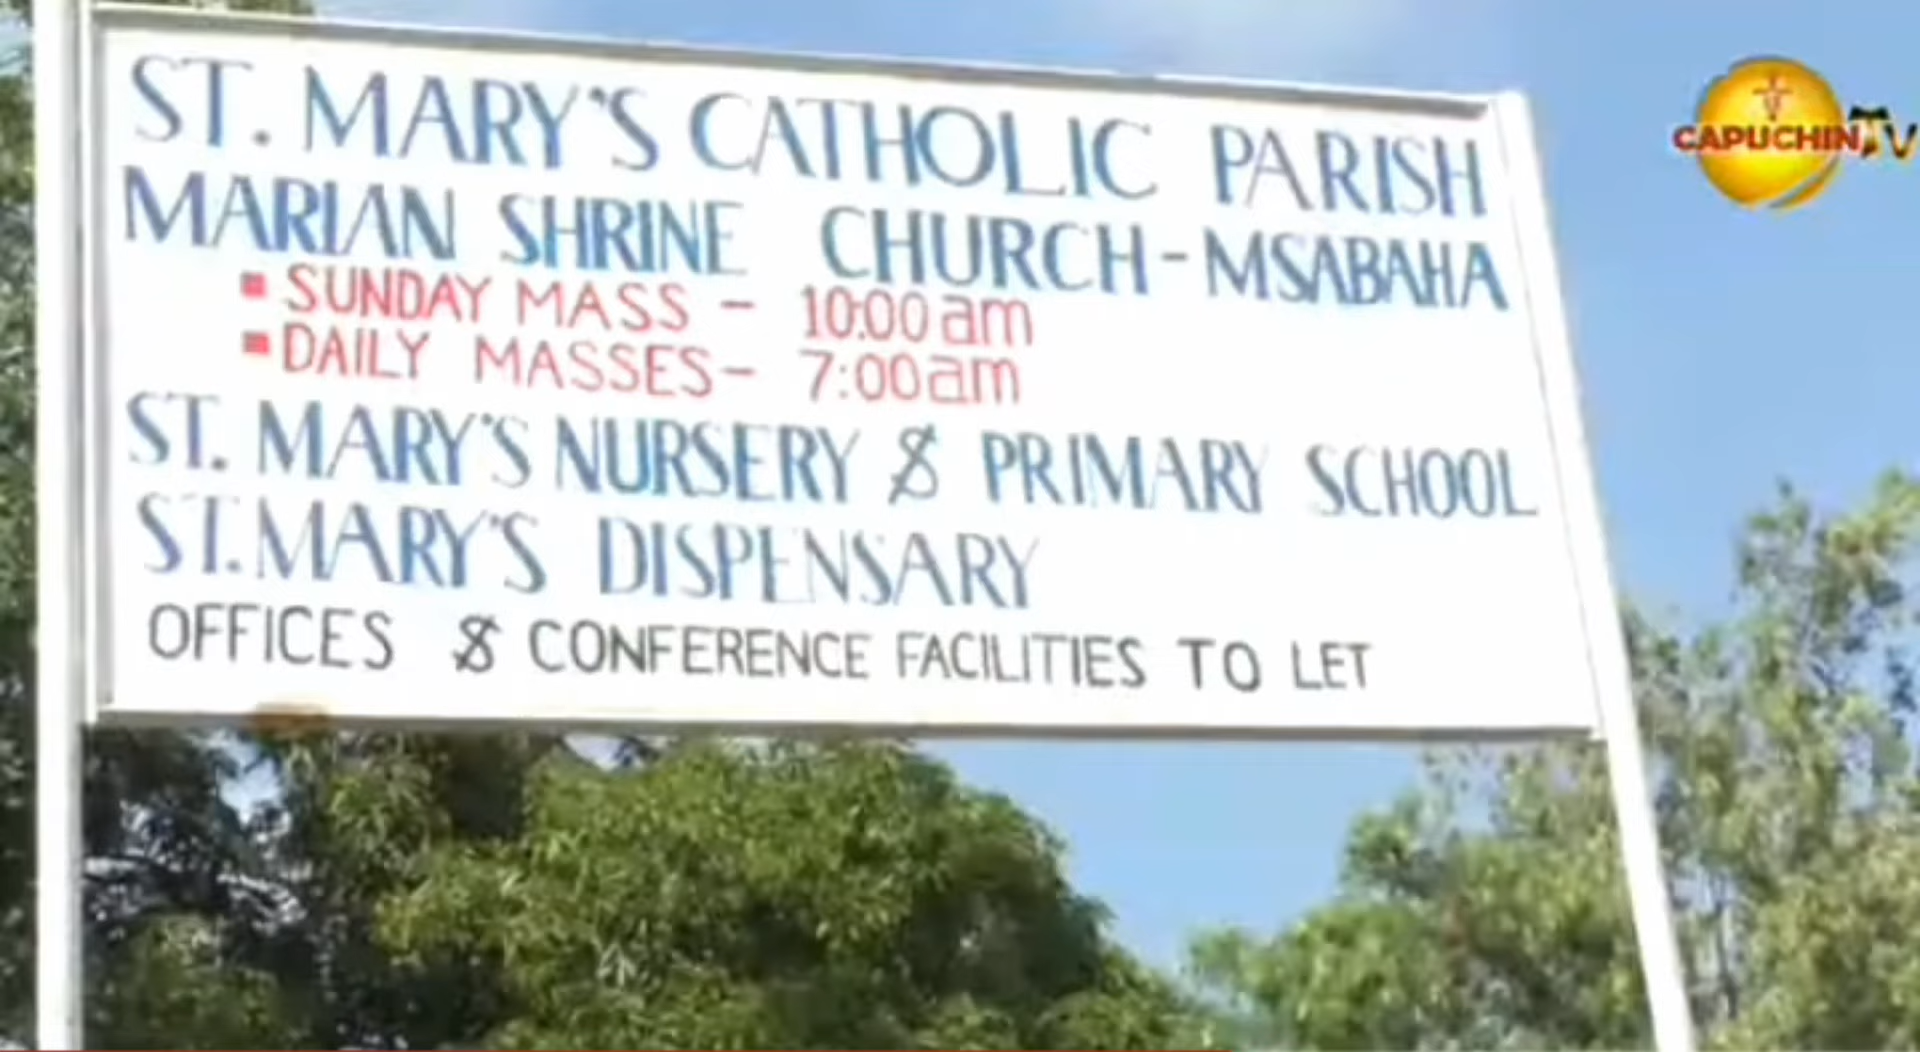 ST. MARY'S CATHOLIC PARISH
MARIAN SHRINE CHURCH - MSABAHA
▪ SUNDAY MASS - 10:00 am
▪ DAILY MASSES - 7:00 am
ST. MARY'S NURSERY & PRIMARY SCHOOL
ST. MARY'S DISPENSARY
OFFICES & CONFERENCE FACILITIES TO LET
CAPUCHIN TV